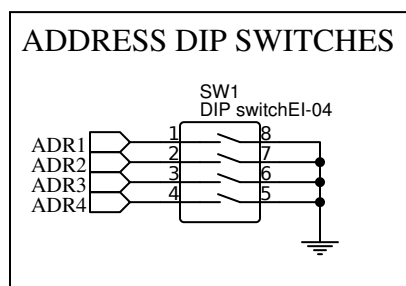 ADDRESS DIP SWITCHES
SW1
DIP switchEI-04
ADR1 1 8
ADR2 2 7
ADR3 3 6
ADR4 4 5